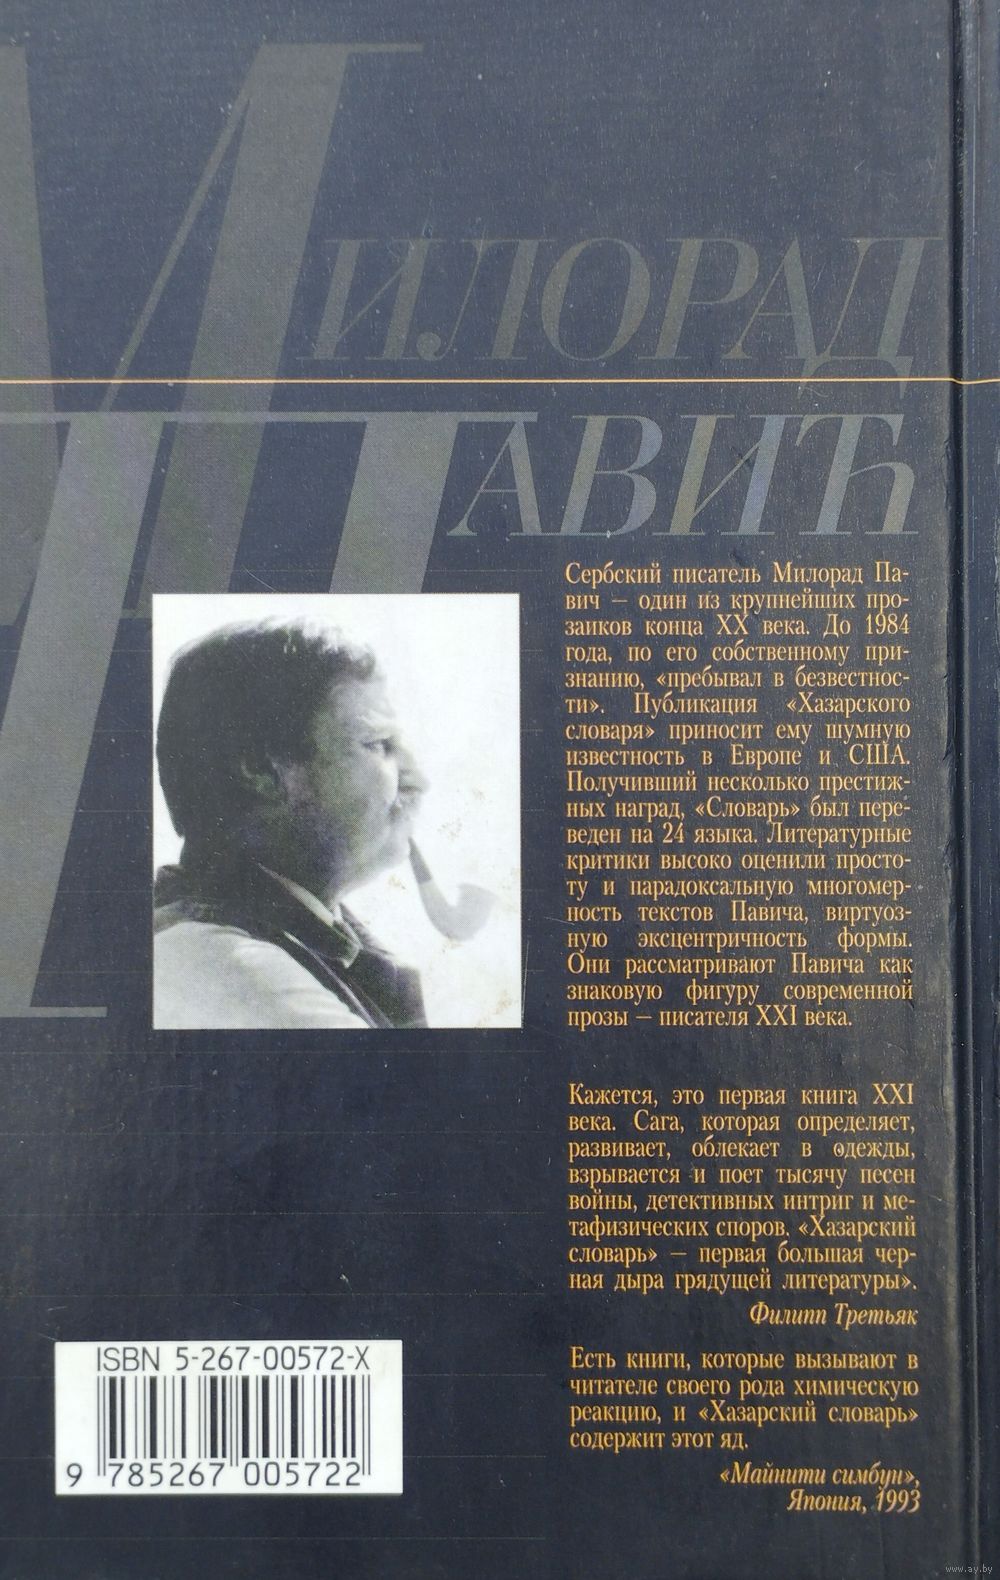 МИЛОРАД
ПАВИЋ
Сербский писатель Милорад Па-
вич – один из крупнейших про-
заиков конца XX века. До 1984
года, по его собственному при-
знанию, «пребывал в безвестнос-
ти». Публикация «Хазарского
словаря» приносит ему шумную
известность в Европе и США.
Получивший несколько престиж-
ных наград, «Словарь» был пере-
веден на 24 языка. Литературные
критики высоко оценили просто-
ту и парадоксальную многомер-
ность текстов Павича, виртуоз-
ную эксцентричность формы.
Они рассматривают Павича как
знаковую фигуру современной
прозы – писателя XXI века.
Кажется, это первая книга XXI
века. Сага, которая определяет,
развивает, облекает в одежды,
взрывается и поет тысячу песен
войны, детективных интриг и ме-
тафизических споров. «Хазарский
словарь» – первая большая чер-
ная дыра грядущей литературы».
Филипп Третьяк
Есть книги, которые вызывают в
читателе своего рода химическую
реакцию, и «Хазарский словарь»
содержит этот яд.
«Майнити симбун»,
Япония, 1993
ISBN 5-267-00572-X
9 785267 005722
www.ay.by